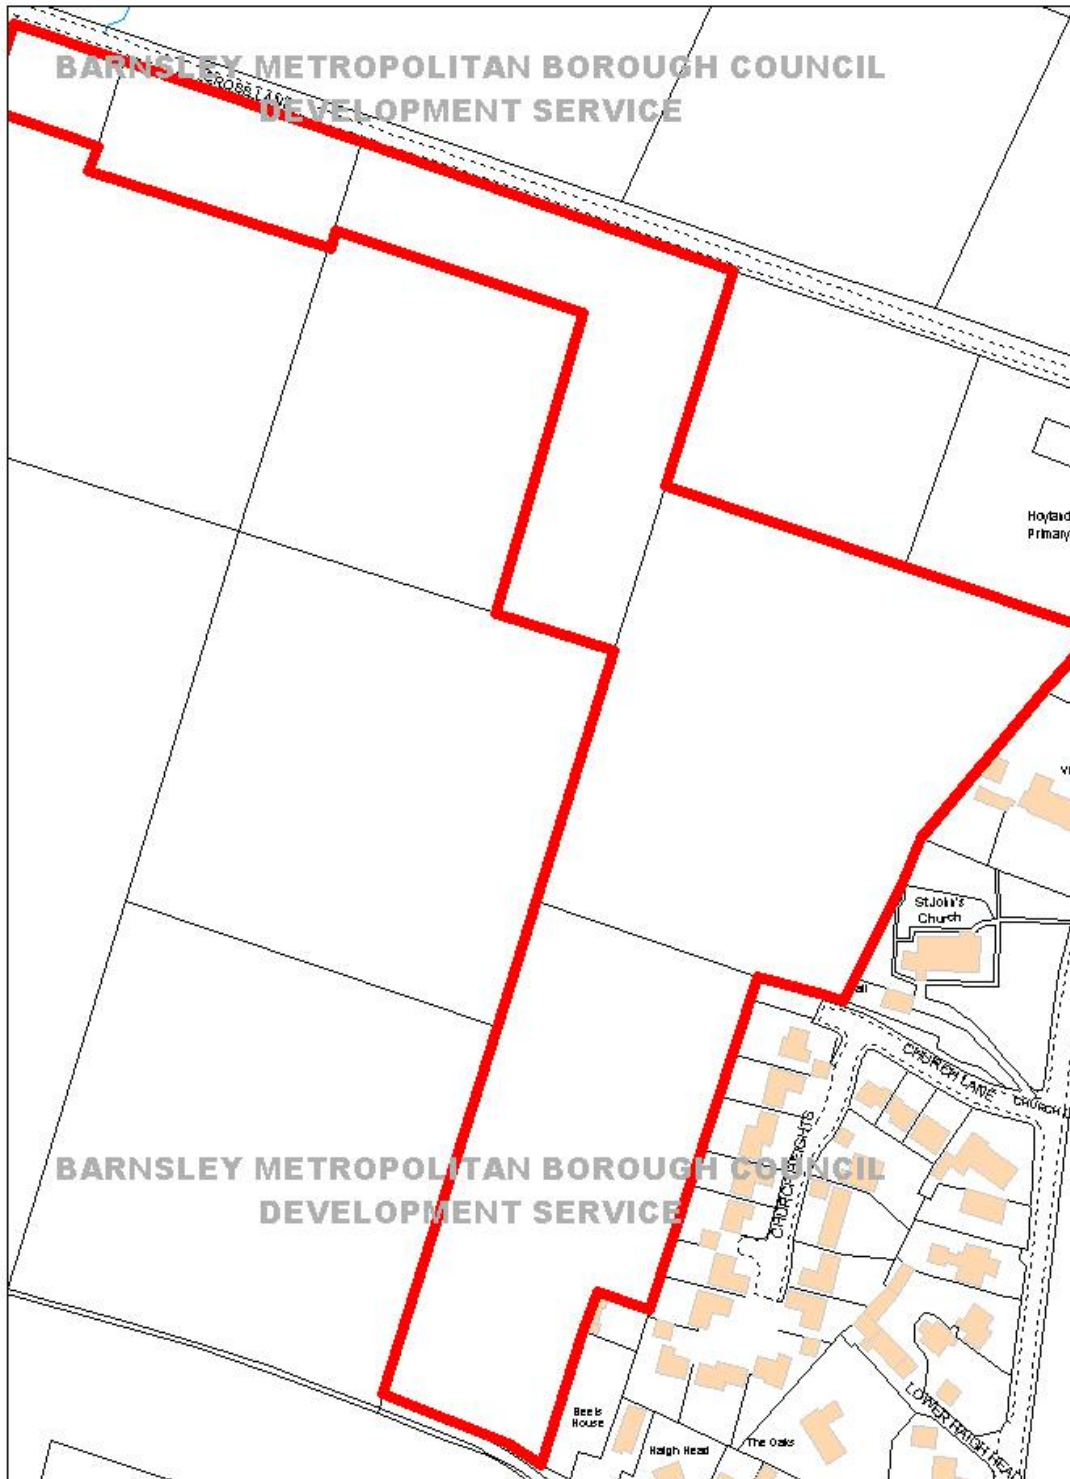 BARNSLEY METROPOLITAN BOROUGH COUNCIL
DEVELOPMENT SERVICE
Hoyland
Primary
St John's
Church
CHURCH LANE
CHURCH
CHURCH HEIGHTS
BARNSLEY METROPOLITAN BOROUGH COUNCIL
DEVELOPMENT SERVICE
LOWER HAIGH HEAD
House
Haigh Head
The Oaks